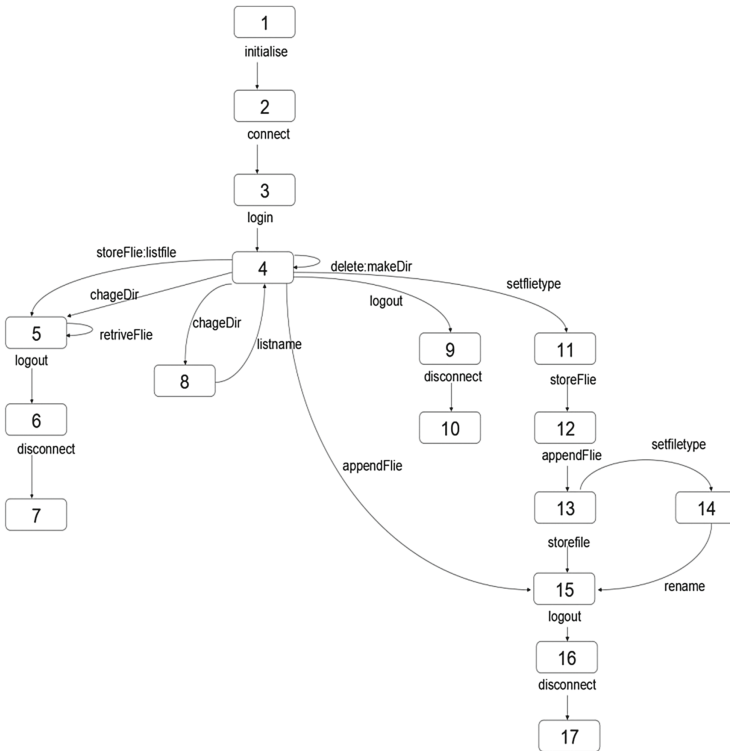 1
initialise
2
connect
3
login
storeFlie:listfile
4
delete:makeDir
setflietype
chageDir
logout
5
retriveFlie
chageDir
listname
9
11
logout
8
disconnect
storeFlie
6
10
12
disconnect
appendFlie
setfiletype
appendFlie
7
13
14
storefile
15
rename
logout
16
disconnect
17